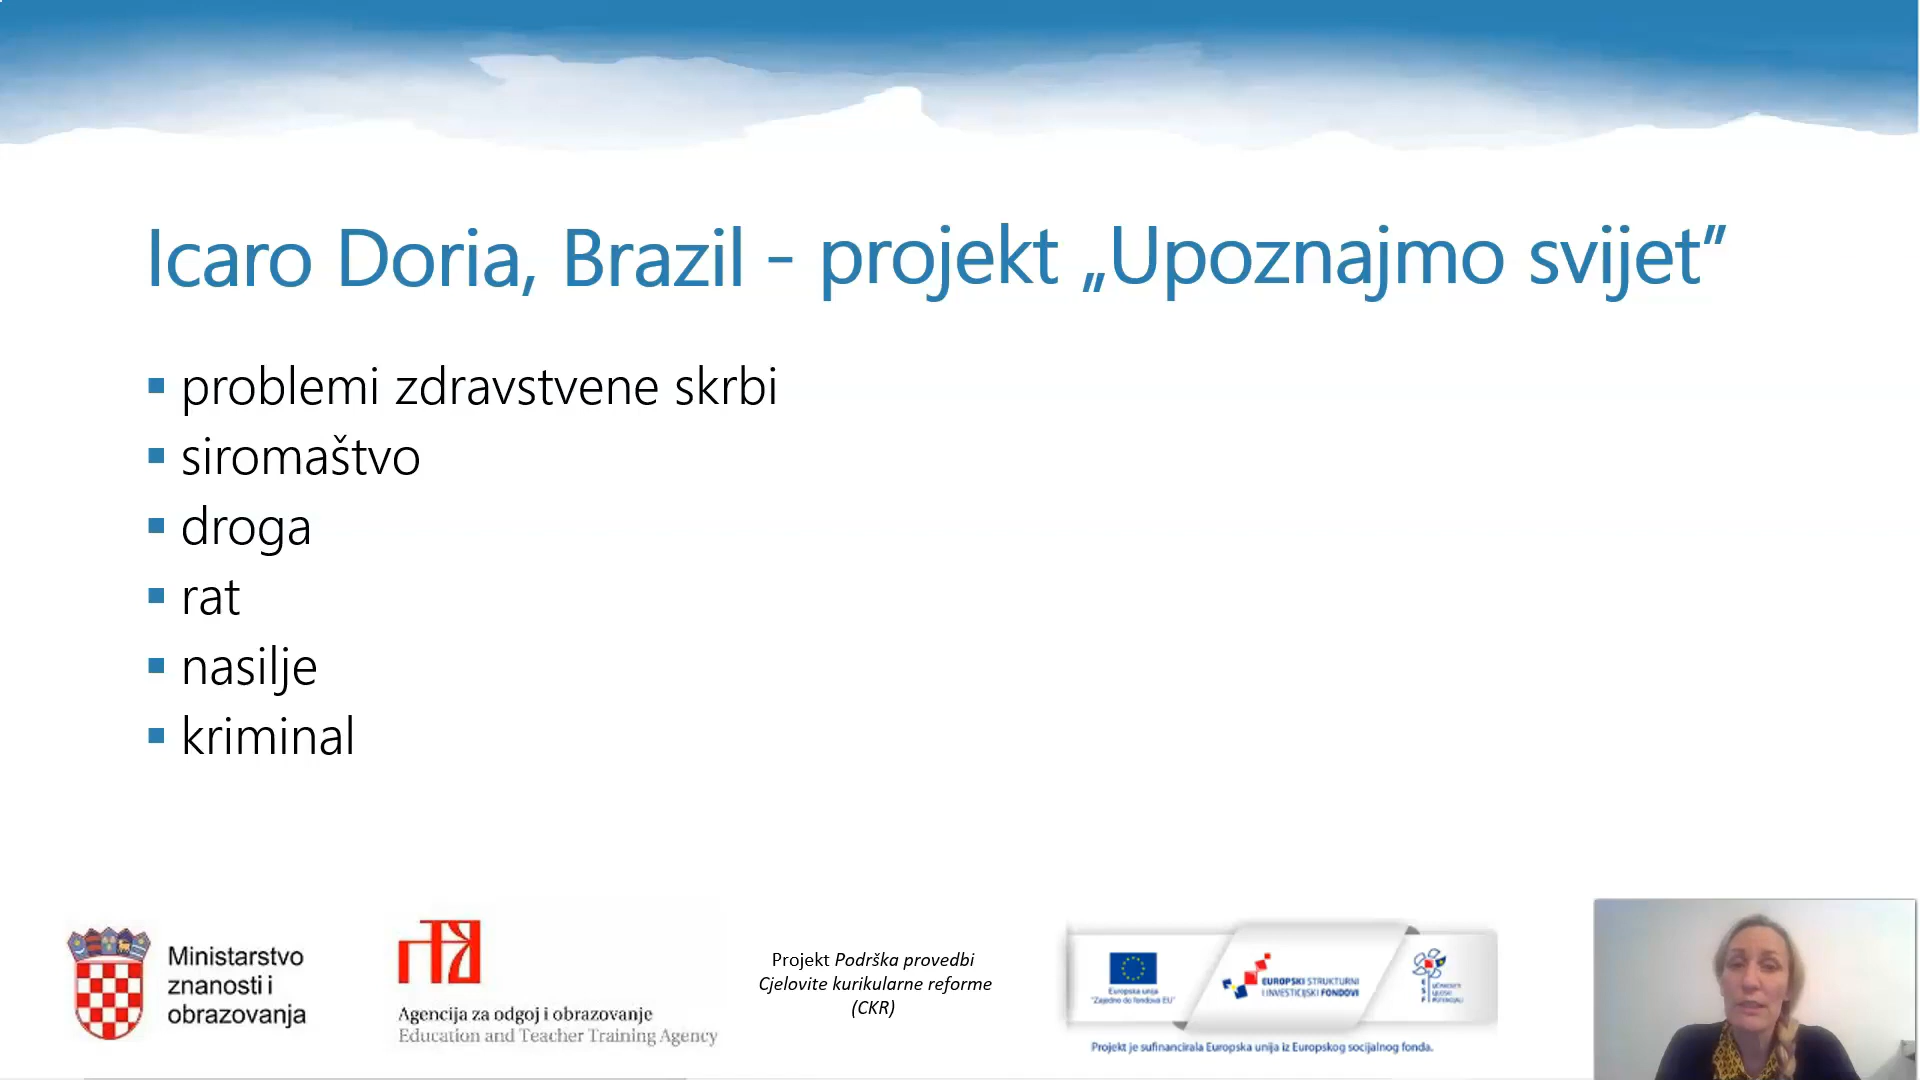 Icaro Doria, Brazil - projekt „Upoznajmo svijet”
problemi zdravstvene skrbi
siromaštvo
droga
rat
nasilje
kriminal
Ministarstvo
znanosti i
obrazovanja
Agencija za odgoj i obrazovanje
Education and Teacher Training Agency
Projekt Podrška provedbi
Cjelovite kurikularne reforme
(CKR)
Europska unija
"Zajedno do fondova EU"
EUROPSKI STRUKTURNI
I INVESTICIJSKI FONDOVI
ESF
Projekt je sufinancirala Europska unija iz Europskog socijalnog fonda.